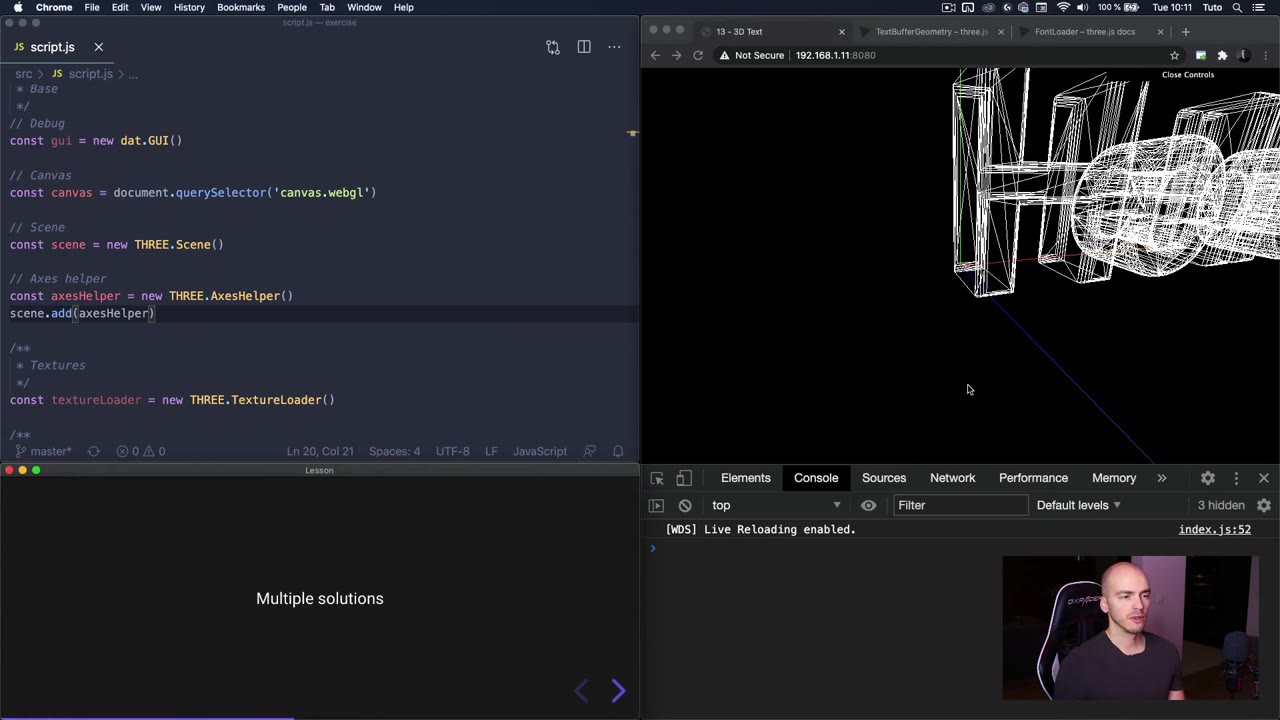 Chrome File Edit View History Bookmarks People Tab Window Help
100 % Tue 10:11 Tuto
script.js — exercise
JS script.js
src > JS script.js > ...
* Base
*/
// Debug
const gui = new dat.GUI()
// Canvas
const canvas = document.querySelector('canvas.webgl')
// Scene
const scene = new THREE.Scene()
// Axes helper
const axesHelper = new THREE.AxesHelper()
scene.add(axesHelper)
/**
* Textures
*/
const textureLoader = new THREE.TextureLoader()
/**
master* 0 0 Ln 20, Col 21 Spaces: 4 UTF-8 LF JavaScript
Lesson
Multiple solutions
13 - 3D Text
TextBufferGeometry – three.js
FontLoader – three.js docs
Not Secure 192.168.1.11:8080
Close Controls
Elements Console Sources Network Performance Memory
top Filter Default levels 3 hidden
[WDS] Live Reloading enabled. index.js:52